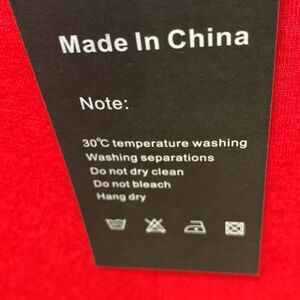 Made In China
Note:
30℃ temperature washing
Washing separations
Do not dry clean
Do not bleach
Hang dry